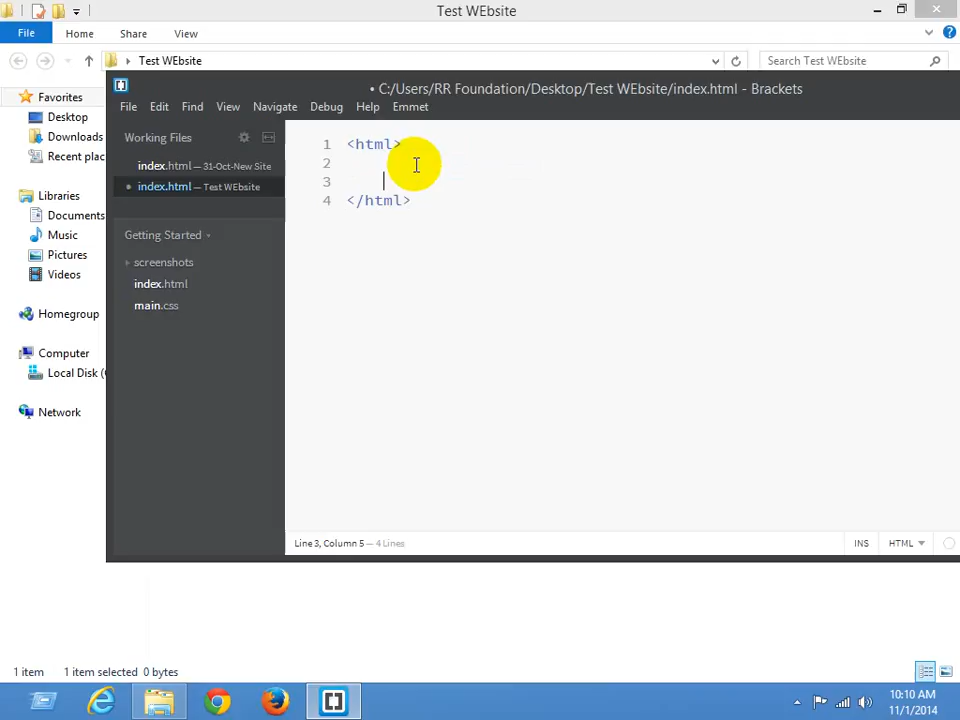 Test WEbsite
File Home Share View
Test WEbsite Search Test WEbsite
Favorites
Desktop
Downloads
Recent plac
Libraries
Documents
Music
Pictures
Videos
Homegroup
Computer
Local Disk (
Network
• C:/Users/RR Foundation/Desktop/Test WEbsite/index.html - Brackets
File Edit Find View Navigate Debug Help Emmet
Working Files
index.html — 31-Oct-New Site
• index.html — Test WEbsite
Getting Started
screenshots
index.html
main.css
1 <html>
2
3
4 </html>
Line 3, Column 5 — 4 Lines INS HTML
1 item 1 item selected 0 bytes
10:10 AM
11/1/2014